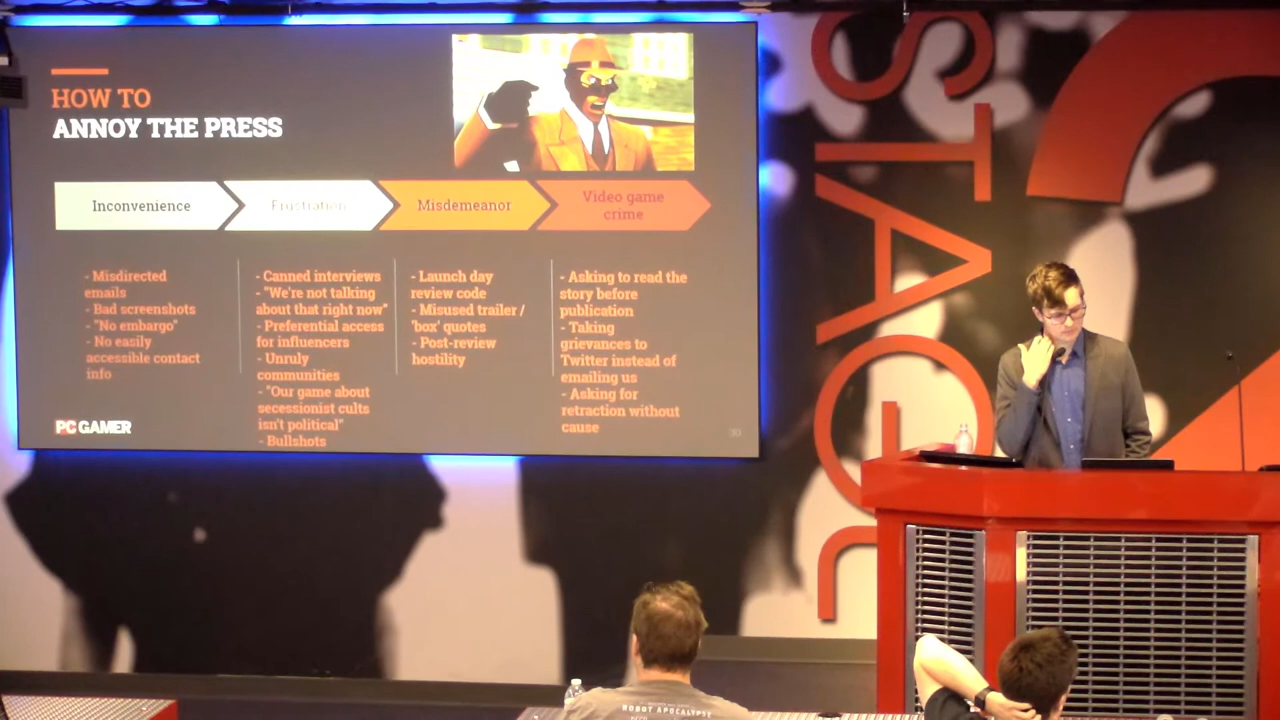 HOW TO
ANNOY THE PRESS
Inconvenience
Frustration
Misdemeanor
Video game
crime
- Misdirected
emails
- Bad screenshots
- "No embargo"
- No easily
accessible contact
info
- Canned interviews
- "We're not talking
about that right now"
- Preferential access
for influencers
- Unruly
communities
- "Our game about
secessionist cults
isn't political"
- Bullshots
- Launch day
review code
- Misused trailer /
'box' quotes
- Post-review
hostility
- Asking to read the
story before
publication
- Taking
grievances to
Twitter instead of
emailing us
- Asking for
retraction without
cause
PC GAMER
30
STAGE
ROBOT APOCALYPSE